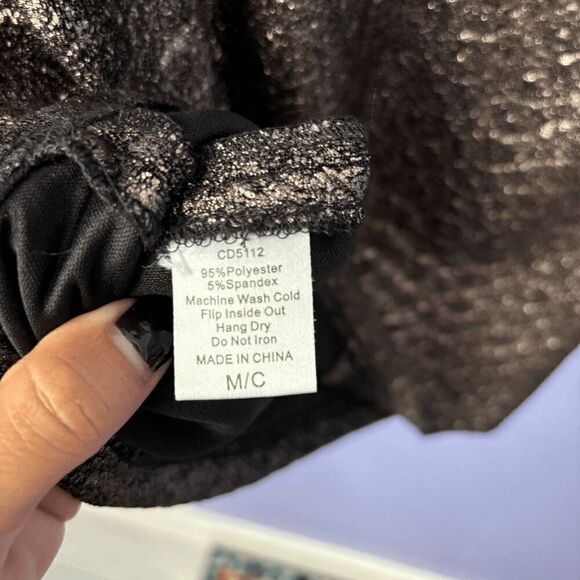 CD5112
95%Polyester
5%Spandex
Machine Wash Cold
Flip Inside Out
Hang Dry
Do Not Iron
MADE IN CHINA
M/C